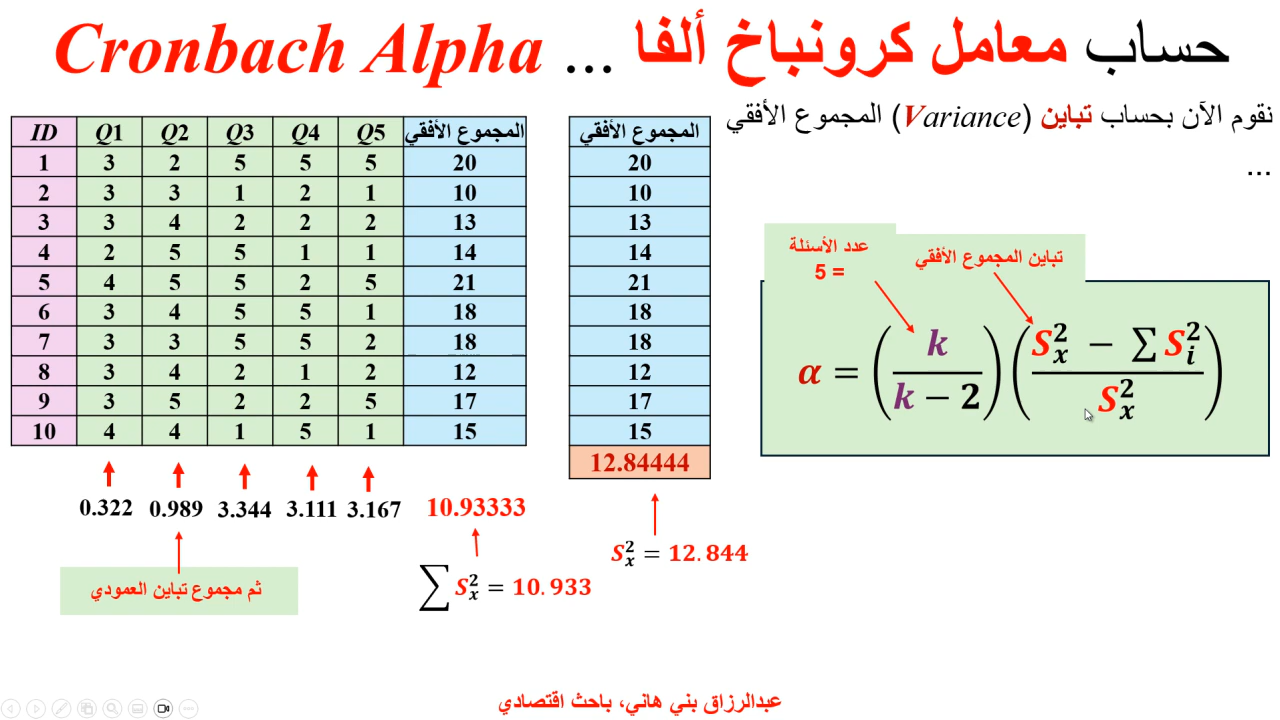 حساب معامل كرونباخ ألفا ... Cronbach Alpha
نقوم الآن بحساب تباين (Variance) المجموع الأفقي
...
ID Q1 Q2 Q3 Q4 Q5 المجموع الأفقي
1 3 2 5 5 5 20
2 3 3 1 2 1 10
3 3 4 2 2 2 13
4 2 5 5 1 1 14
5 4 5 5 2 5 21
6 3 4 5 5 1 18
7 3 3 5 5 2 18
8 3 4 2 1 2 12
9 3 5 2 2 5 17
10 4 4 1 5 1 15
0.322 0.989 3.344 3.111 3.167 10.93333
ثم مجموع تباين العمودي
∑ S²ₓ = 10.933
المجموع الأفقي
20
10
13
14
21
18
18
12
17
15
12.84444
S²ₓ = 12.844
عدد الأسئلة
= 5
تباين المجموع الأفقي
α = (k / (k − 2)) ((S²ₓ − ∑ S²ᵢ) / S²ₓ)
عبدالرزاق بني هاني، باحث اقتصادي